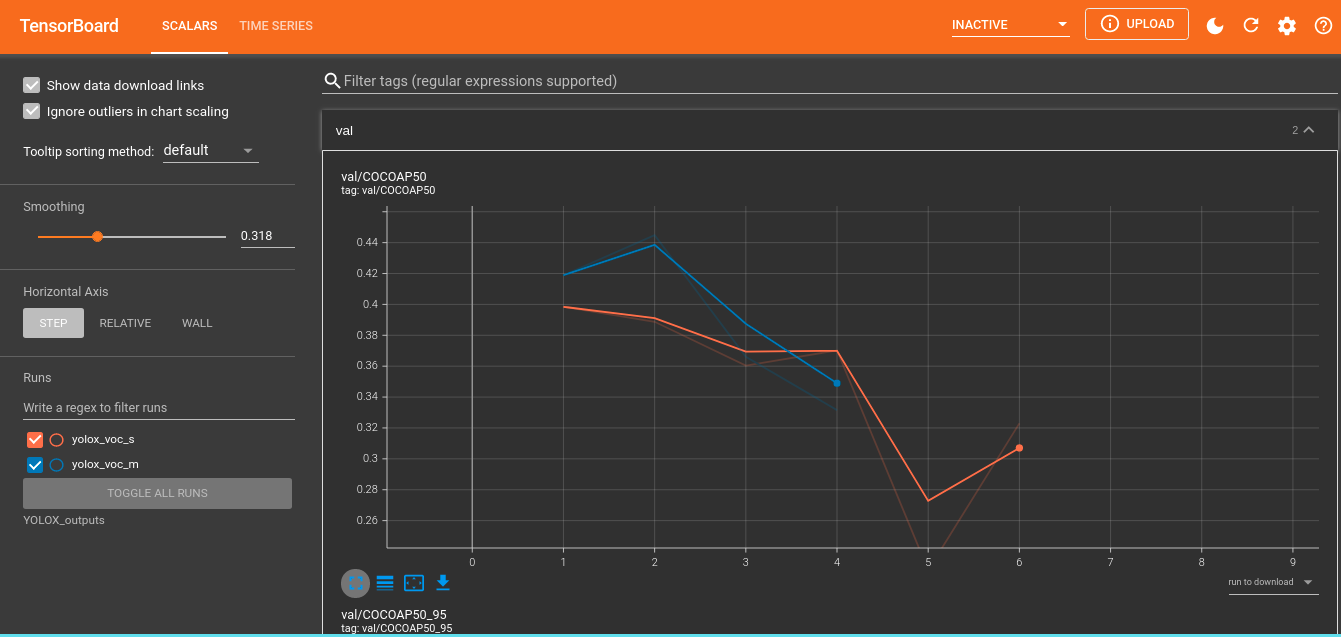 TensorBoard SCALARS TIME SERIES INACTIVE UPLOAD
Show data download links
Ignore outliers in chart scaling
Tooltip sorting method: default
Smoothing
0.318
Horizontal Axis
STEP RELATIVE WALL
Runs
Write a regex to filter runs
yolox_voc_s
yolox_voc_m
TOGGLE ALL RUNS
YOLOX_outputs
Filter tags (regular expressions supported)
val 2
val/COCOAP50
tag: val/COCOAP50
0.44
0.42
0.4
0.38
0.36
0.34
0.32
0.3
0.28
0.26
0 1 2 3 4 5 6 7 8 9
run to download
val/COCOAP50_95
tag: val/COCOAP50_95